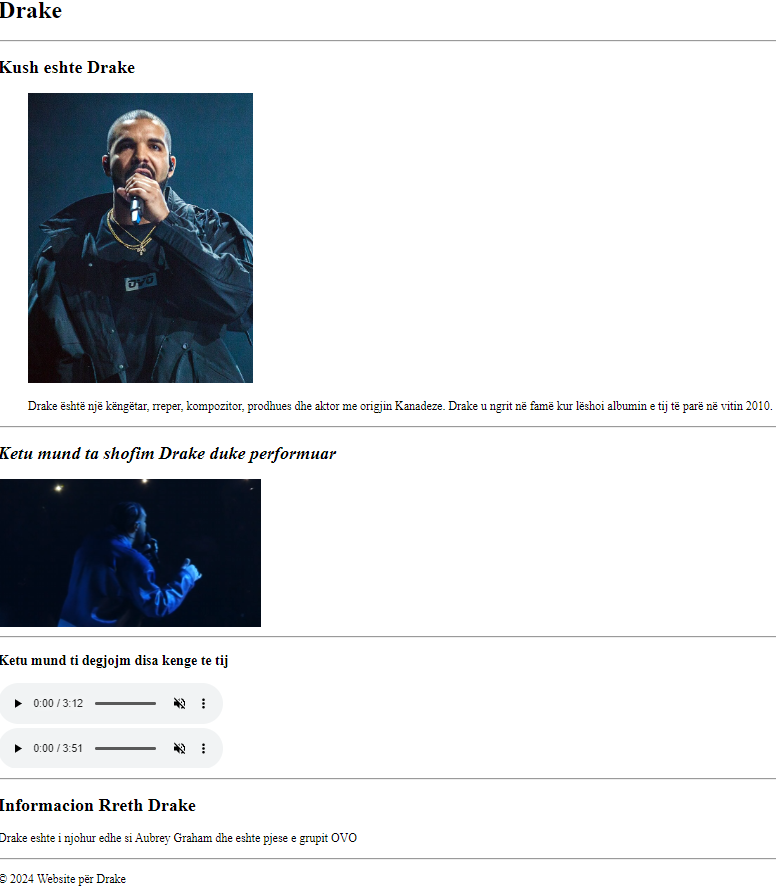 Drake
Kush eshte Drake
OVO
Drake është një këngëtar, rreper, kompozitor, prodhues dhe aktor me origjin Kanadeze. Drake u ngrit në famë kur lëshoi albumin e tij të parë në vitin 2010.
Ketu mund ta shofim Drake duke performuar
Ketu mund ti degjojm disa kenge te tij
0:00 / 3:12
0:00 / 3:51
Informacion Rreth Drake
Drake eshte i njohur edhe si Aubrey Graham dhe eshte pjese e grupit OVO
© 2024 Website për Drake